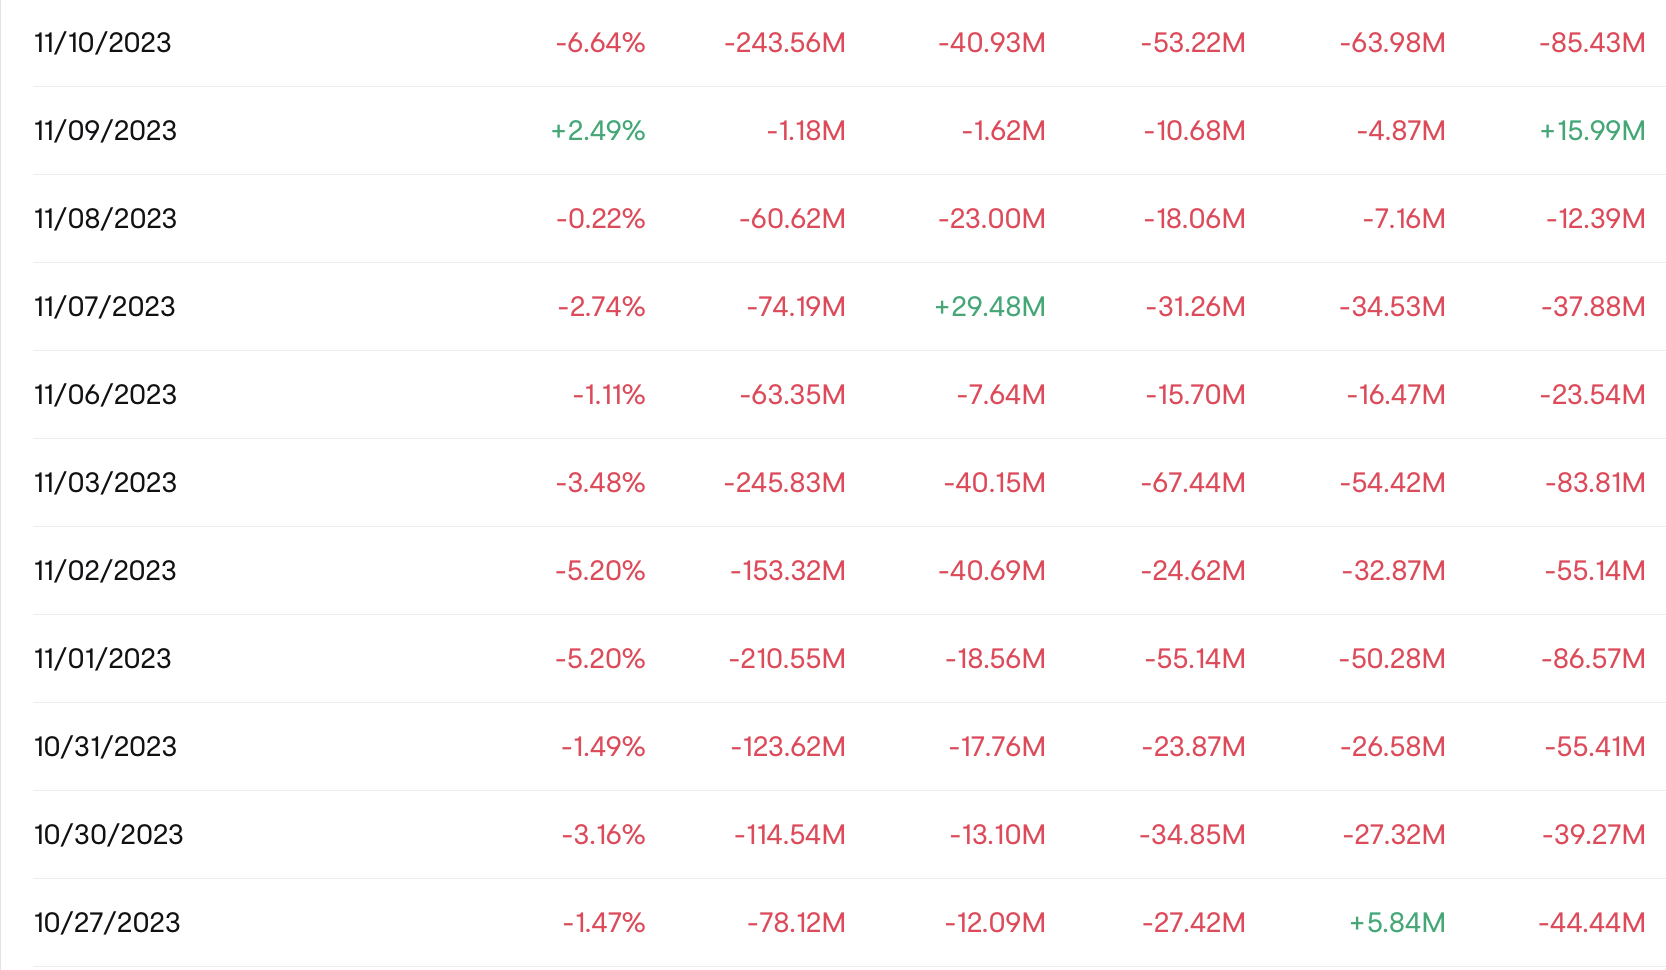 11/10/2023 -6.64% -243.56M -40.93M -53.22M -63.98M -85.43M
11/09/2023 +2.49% -1.18M -1.62M -10.68M -4.87M +15.99M
11/08/2023 -0.22% -60.62M -23.00M -18.06M -7.16M -12.39M
11/07/2023 -2.74% -74.19M +29.48M -31.26M -34.53M -37.88M
11/06/2023 -1.11% -63.35M -7.64M -15.70M -16.47M -23.54M
11/03/2023 -3.48% -245.83M -40.15M -67.44M -54.42M -83.81M
11/02/2023 -5.20% -153.32M -40.69M -24.62M -32.87M -55.14M
11/01/2023 -5.20% -210.55M -18.56M -55.14M -50.28M -86.57M
10/31/2023 -1.49% -123.62M -17.76M -23.87M -26.58M -55.41M
10/30/2023 -3.16% -114.54M -13.10M -34.85M -27.32M -39.27M
10/27/2023 -1.47% -78.12M -12.09M -27.42M +5.84M -44.44M